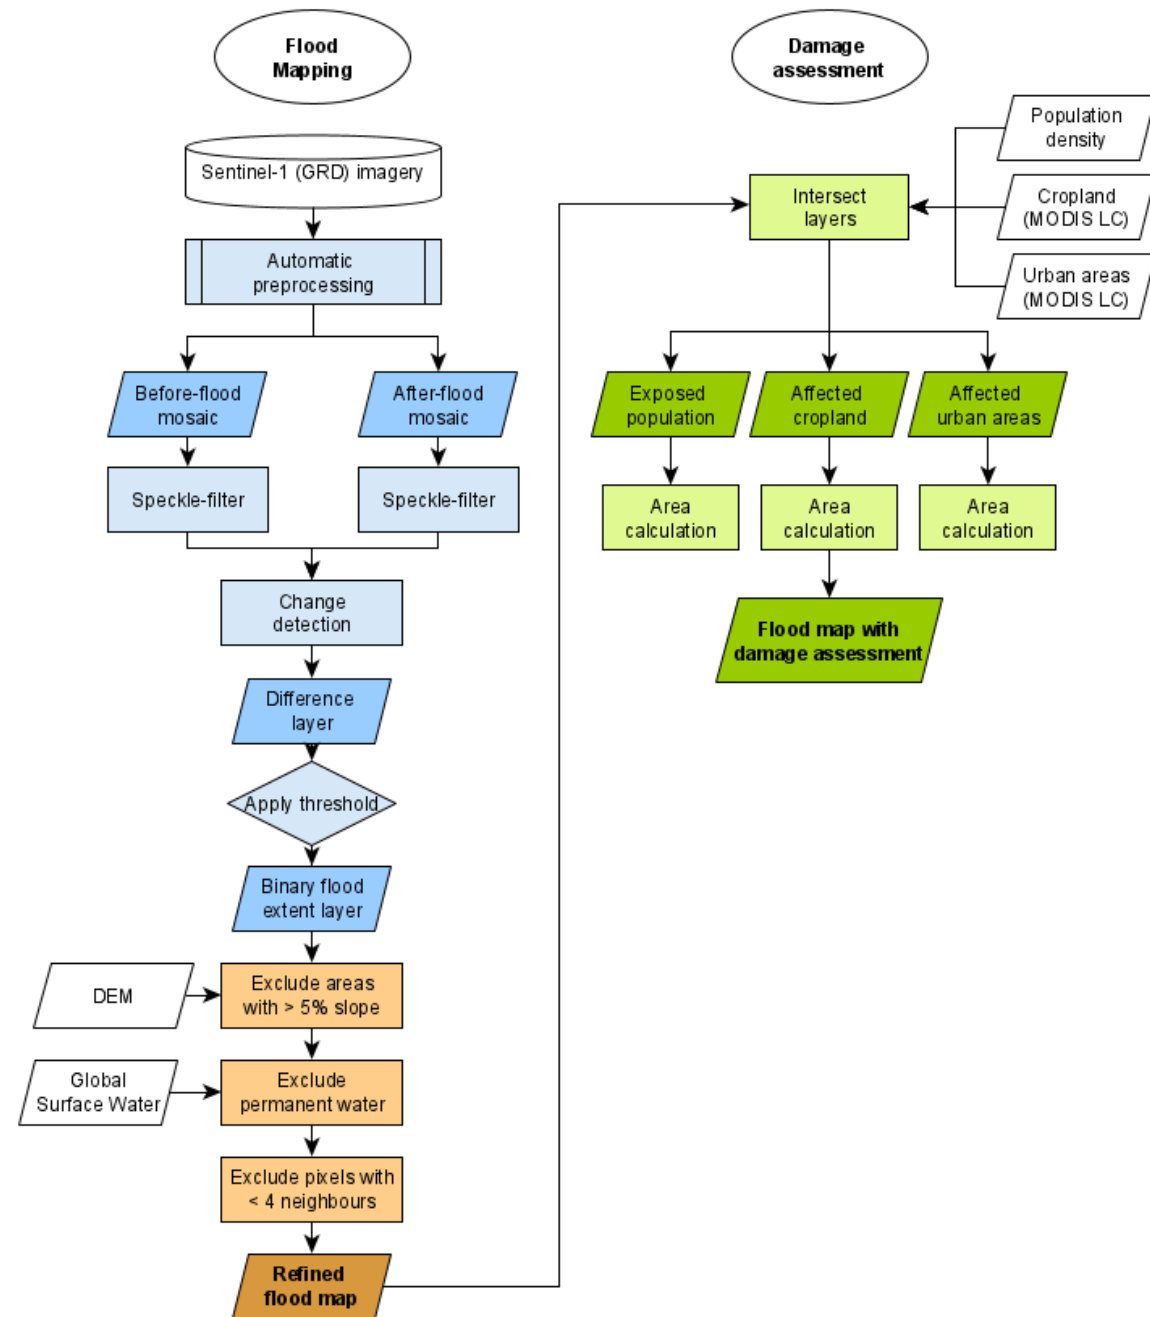 Flood
Mapping
Sentinel-1 (GRD) imagery
Automatic
preprocessing
Before-flood
mosaic
After-flood
mosaic
Speckle-filter
Speckle-filter
Change
detection
Difference
layer
Apply threshold
Binary flood
extent layer
DEM
Exclude areas
with > 5% slope
Global
Surface Water
Exclude
permanent water
Exclude pixels with
< 4 neighbours
Refined
flood map
Damage
assessment
Population
density
Intersect
layers
Cropland
(MODIS LC)
Urban areas
(MODIS LC)
Exposed
population
Affected
cropland
Affected
urban areas
Area
calculation
Area
calculation
Area
calculation
Flood map with
damage assessment